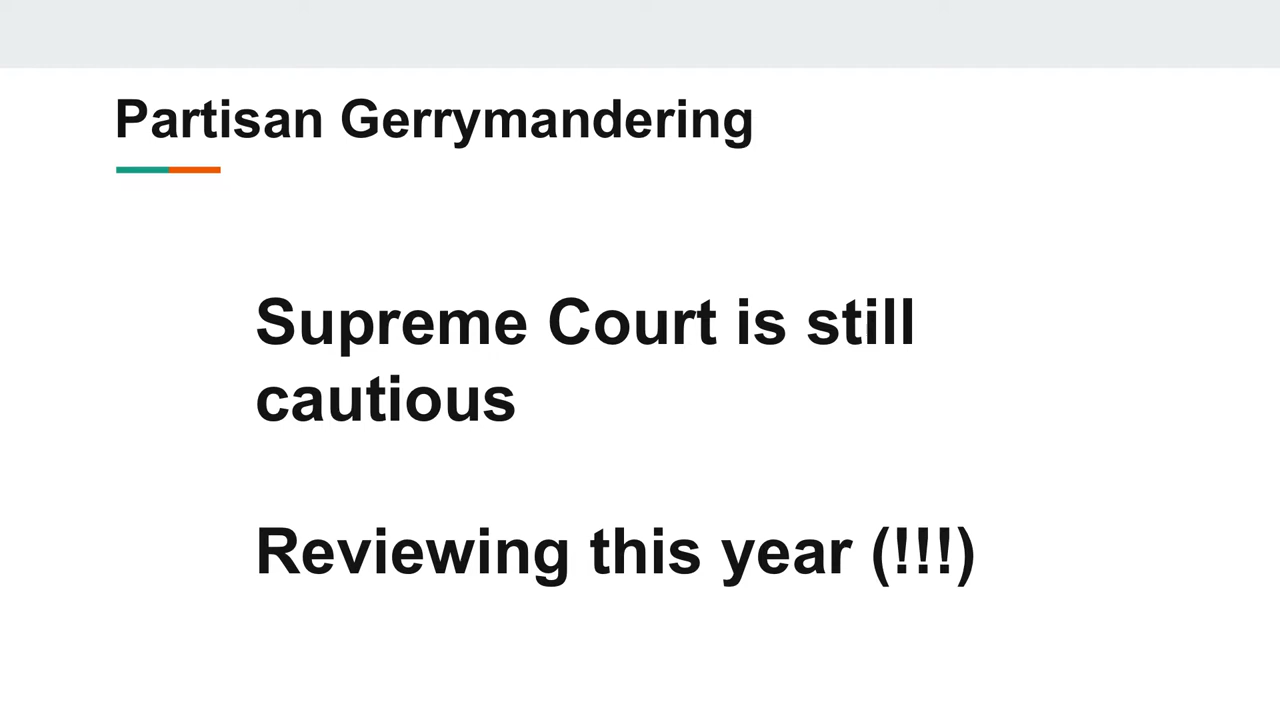 Partisan Gerrymandering
Supreme Court is still
cautious
Reviewing this year (!!!)